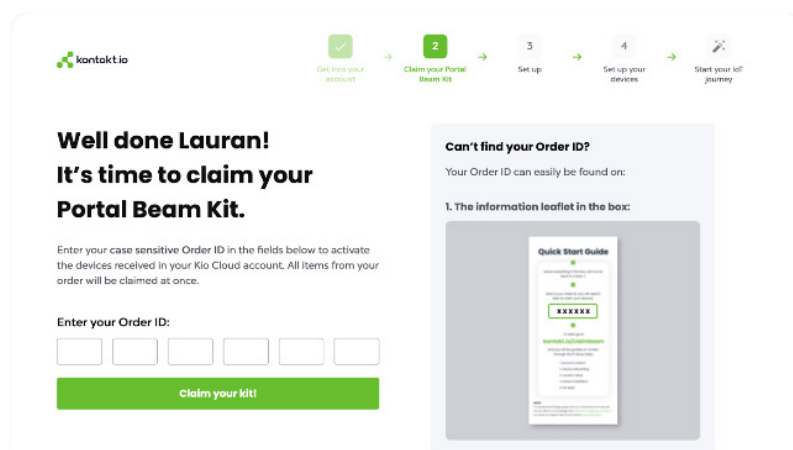 kontakt.io
Get into your
account
2
Claim your Portal
Beam Kit
3
Set up
4
Set up your
devices
Start your IoT
journey
Well done Lauran!
It's time to claim your
Portal Beam Kit.
Enter your case sensitive Order ID in the fields below to activate
the devices received in your Kio Cloud account. All items from your
order will be claimed at once.
Enter your Order ID:
Claim your kit!
Can't find your Order ID?
Your Order ID can easily be found on:
1. The information leaflet in the box:
Quick Start Guide
XXXXXX
kontakt.io/claimbeam